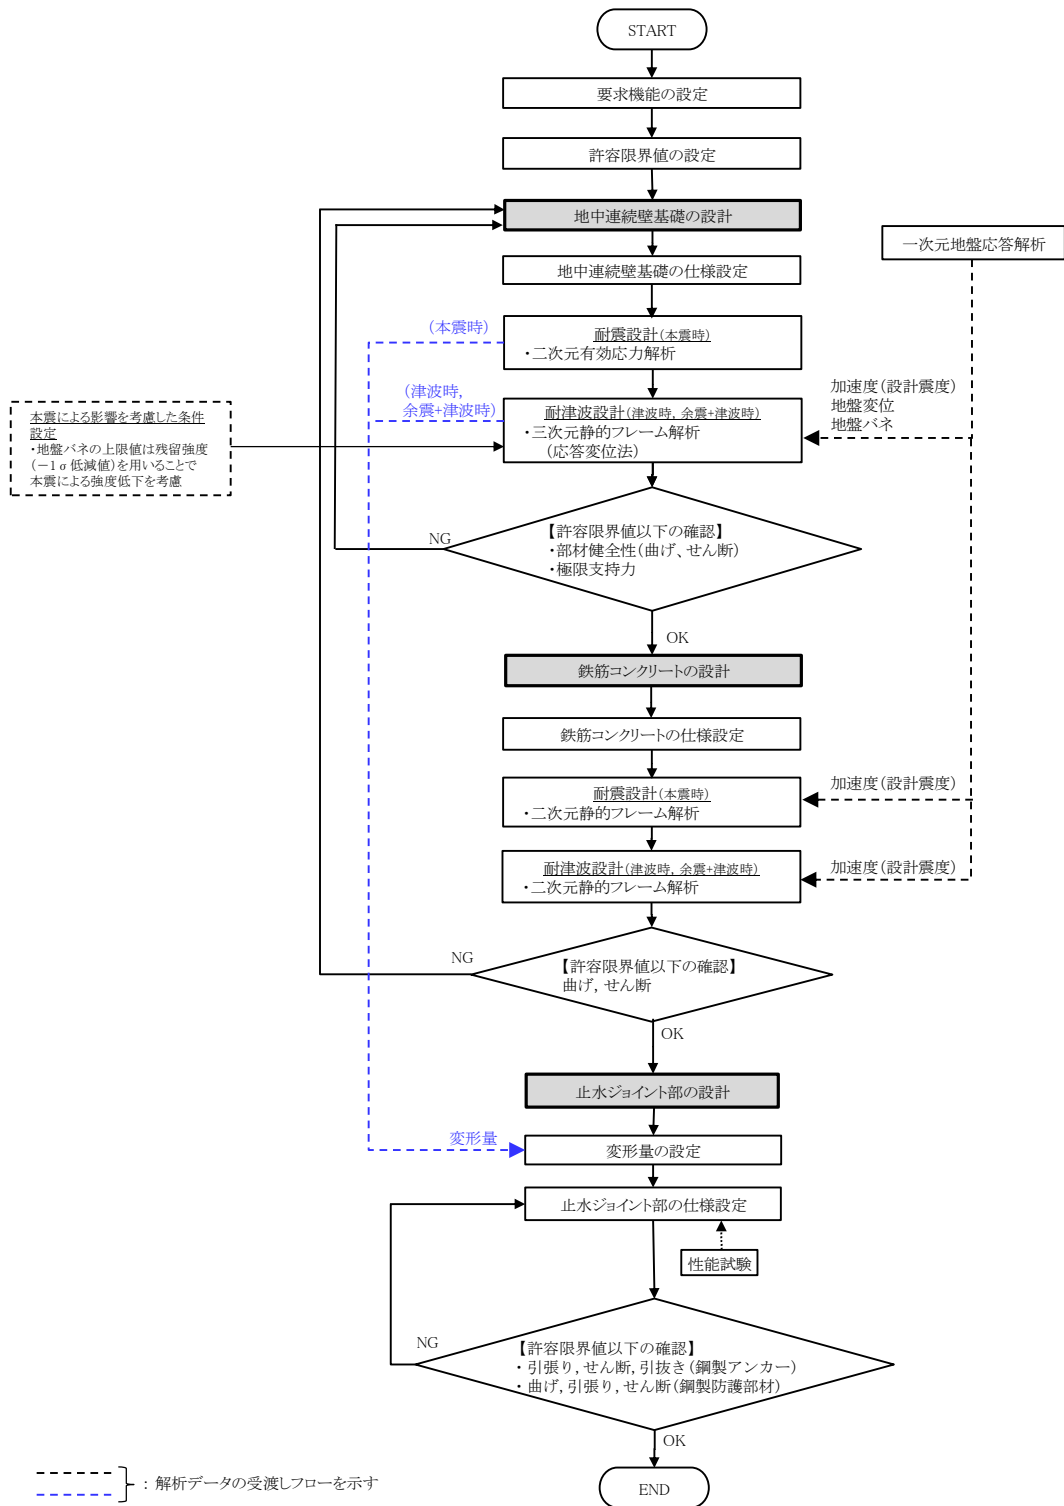 START
要求機能の設定
許容限界値の設定
地中連続壁基礎の設計
一次元地盤応答解析
地中連続壁基礎の仕様設定
(本震時)
耐震設計(本震時)
・二次元有効応力解析
(津波時,
余震+津波時)
加速度(設計震度)
地盤変位
地盤バネ
本震による影響を考慮した条件
設定
・地盤バネの上限値は残留強度
(－1σ低減値)を用いることで
本震による強度低下を考慮
耐津波設計(津波時, 余震+津波時)
・三次元静的フレーム解析
(応答変位法)
NG
【許容限界値以下の確認】
・部材健全性(曲げ、せん断)
・極限支持力
OK
鉄筋コンクリートの設計
鉄筋コンクリートの仕様設定
耐震設計(本震時)
・二次元静的フレーム解析
加速度(設計震度)
耐津波設計(津波時, 余震+津波時)
・二次元静的フレーム解析
加速度(設計震度)
NG
【許容限界値以下の確認】
曲げ, せん断
OK
止水ジョイント部の設計
変形量
変形量の設定
止水ジョイント部の仕様設定
性能試験
NG
【許容限界値以下の確認】
・ 引張り, せん断, 引抜き(鋼製アンカー)
・ 曲げ, 引張り, せん断(鋼製防護部材)
OK
END
: 解析データの受渡しフローを示す